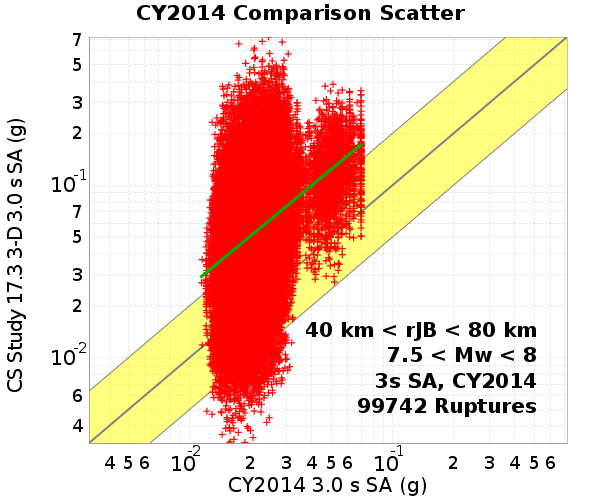 CY2014 Comparison Scatter
CS Study 17.3 3-D 3.0 s SA (g)
7
5
3
2
10-1
7
5
3
2
10-2
6
4
40 km < rJB < 80 km
7.5 < Mw < 8
3s SA, CY2014
99742 Ruptures
4 5 6 10-2 2 3 4 5 6 10-1 2 3 4 5 6
CY2014 3.0 s SA (g)